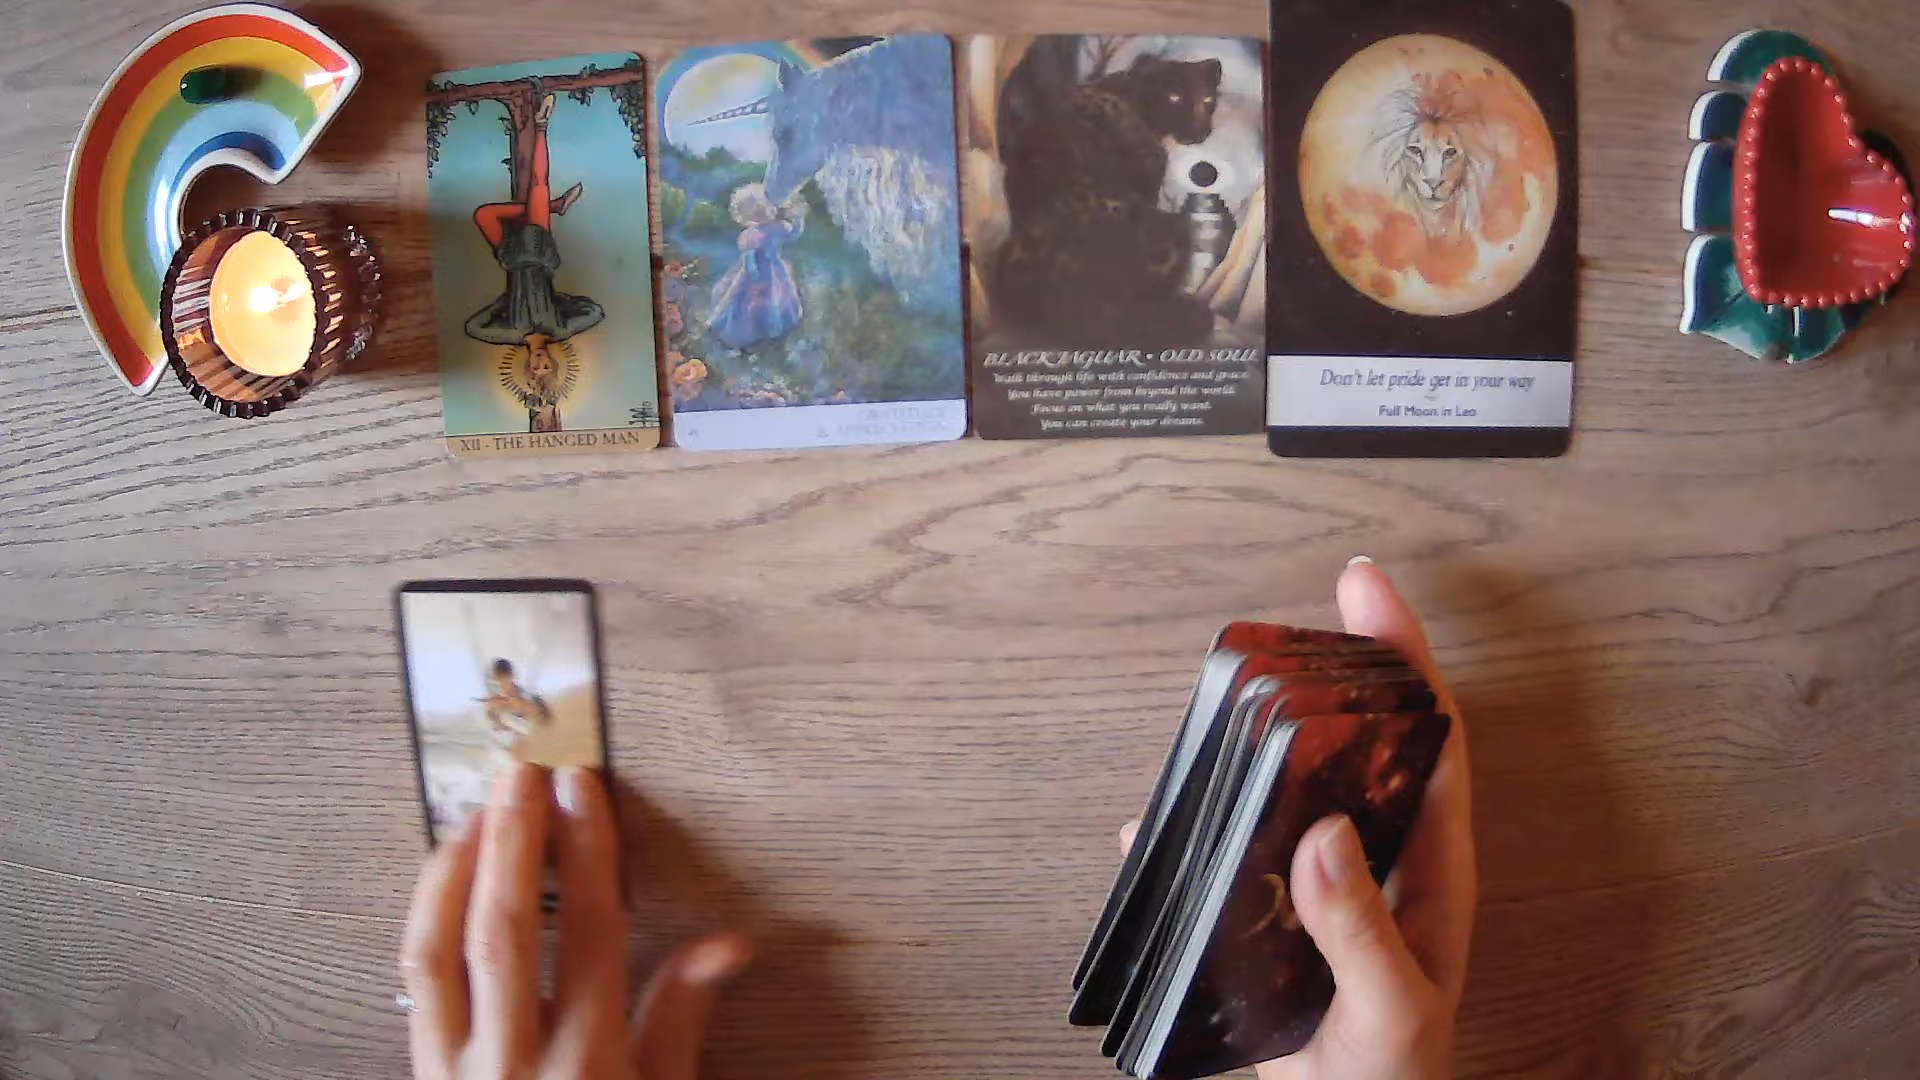 XII - THE HANGED MAN
GRATITUDE
&
BLACK JAGUAR • OLD SOUL
Walk through life with confidence and grace.
You have power from beyond the world.
Focus on what you really want.
You can create your dreams.
Don't let pride get in your way
Full Moon in Leo